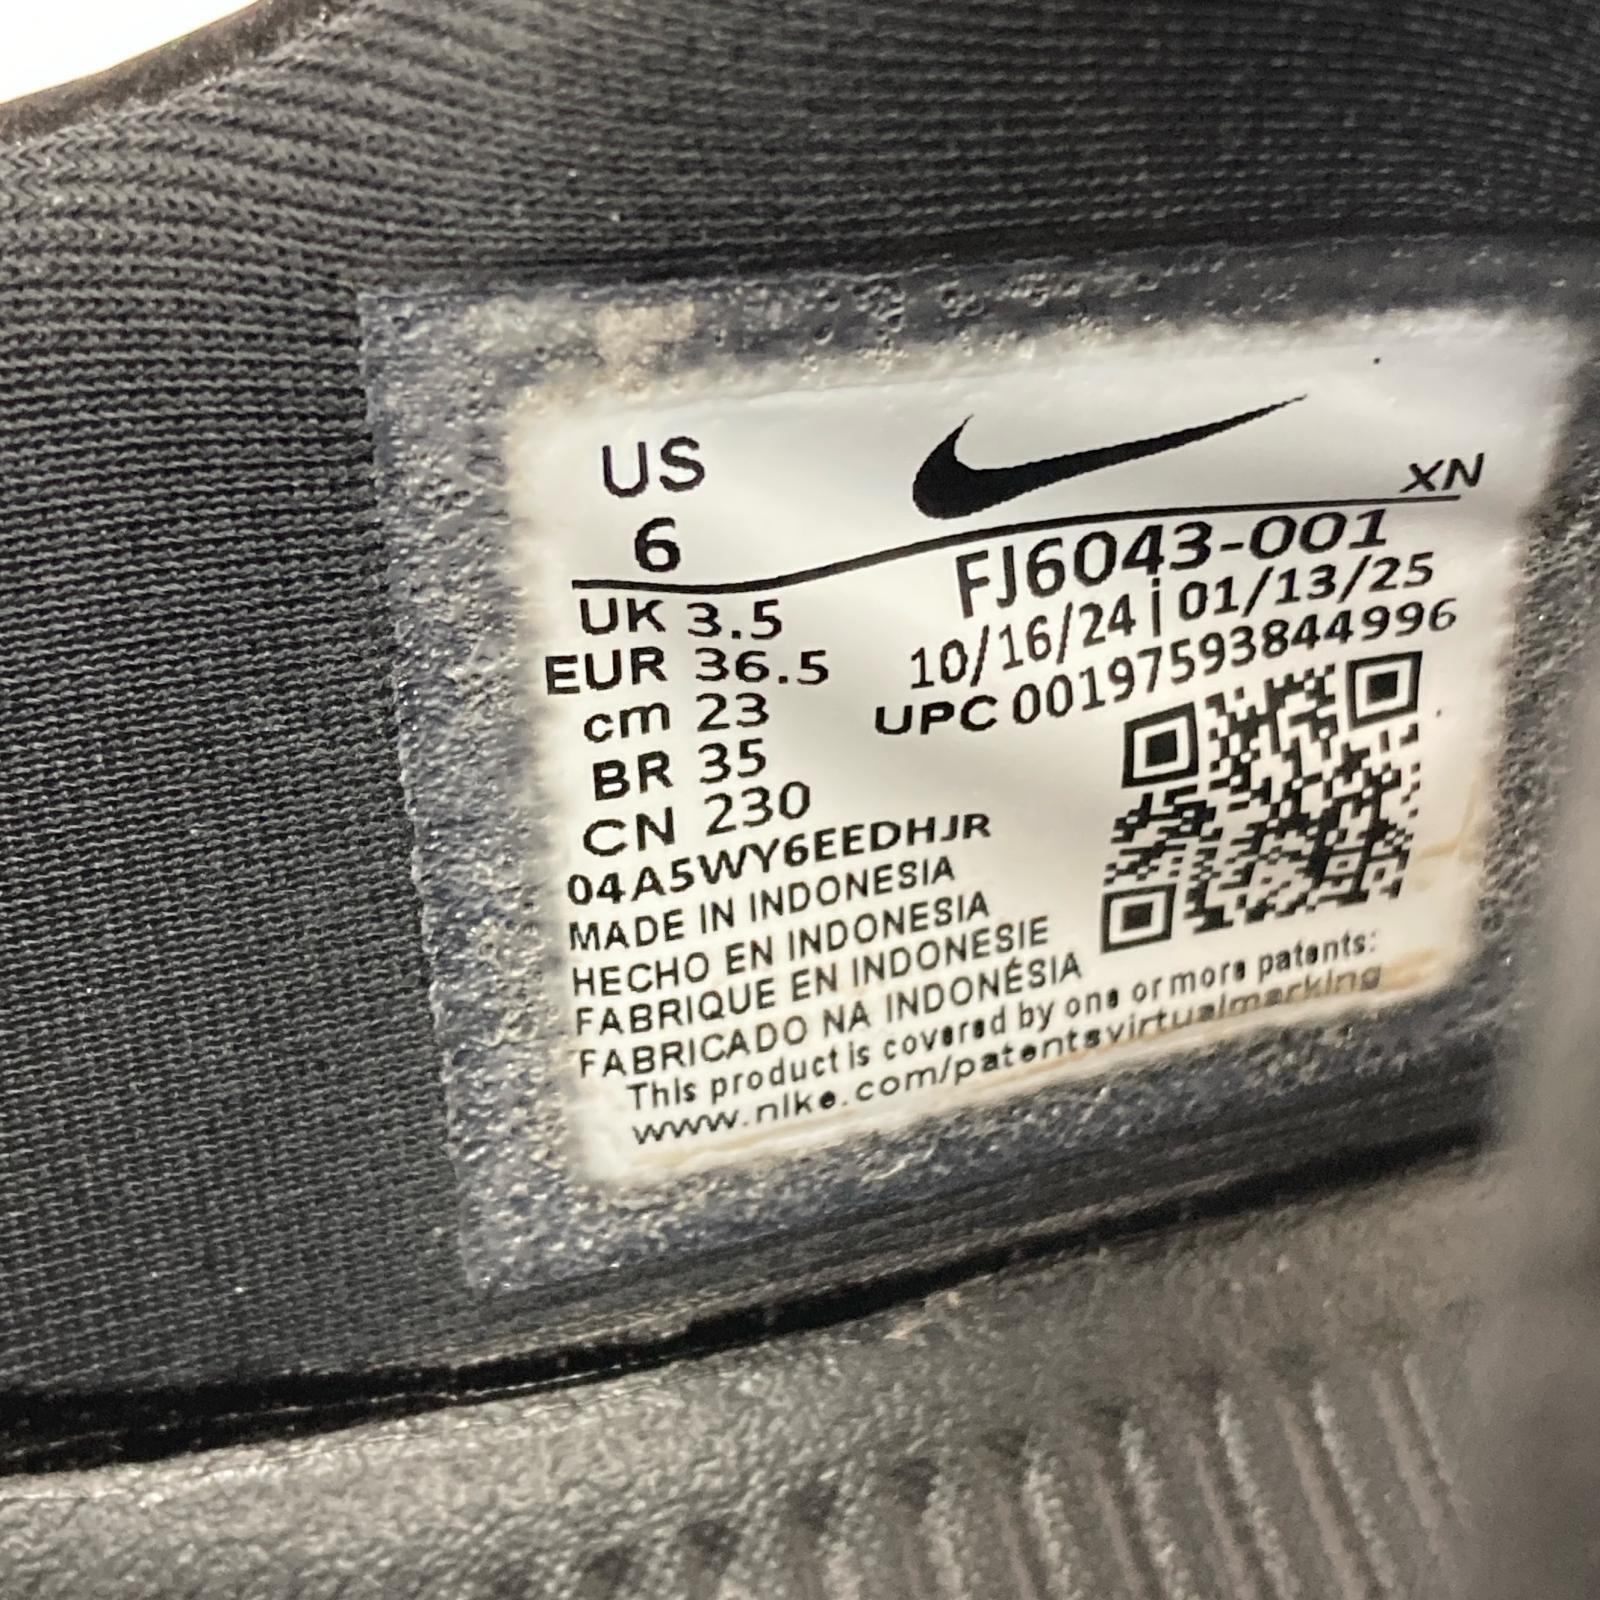 US
6
XN
FJ6043-001
10/16/24 | 01/13/25
UPC 00197593844996
UK 3.5
EUR 36.5
cm 23
BR 35
CN 230
04A5WY6EEDHJR
MADE IN INDONESIA
HECHO EN INDONESIA
FABRIQUE EN INDONESIE
FABRICADO NA INDONÉSIA
This product is covered by one or more patents:
www.nike.com/patentsvirtualmarking